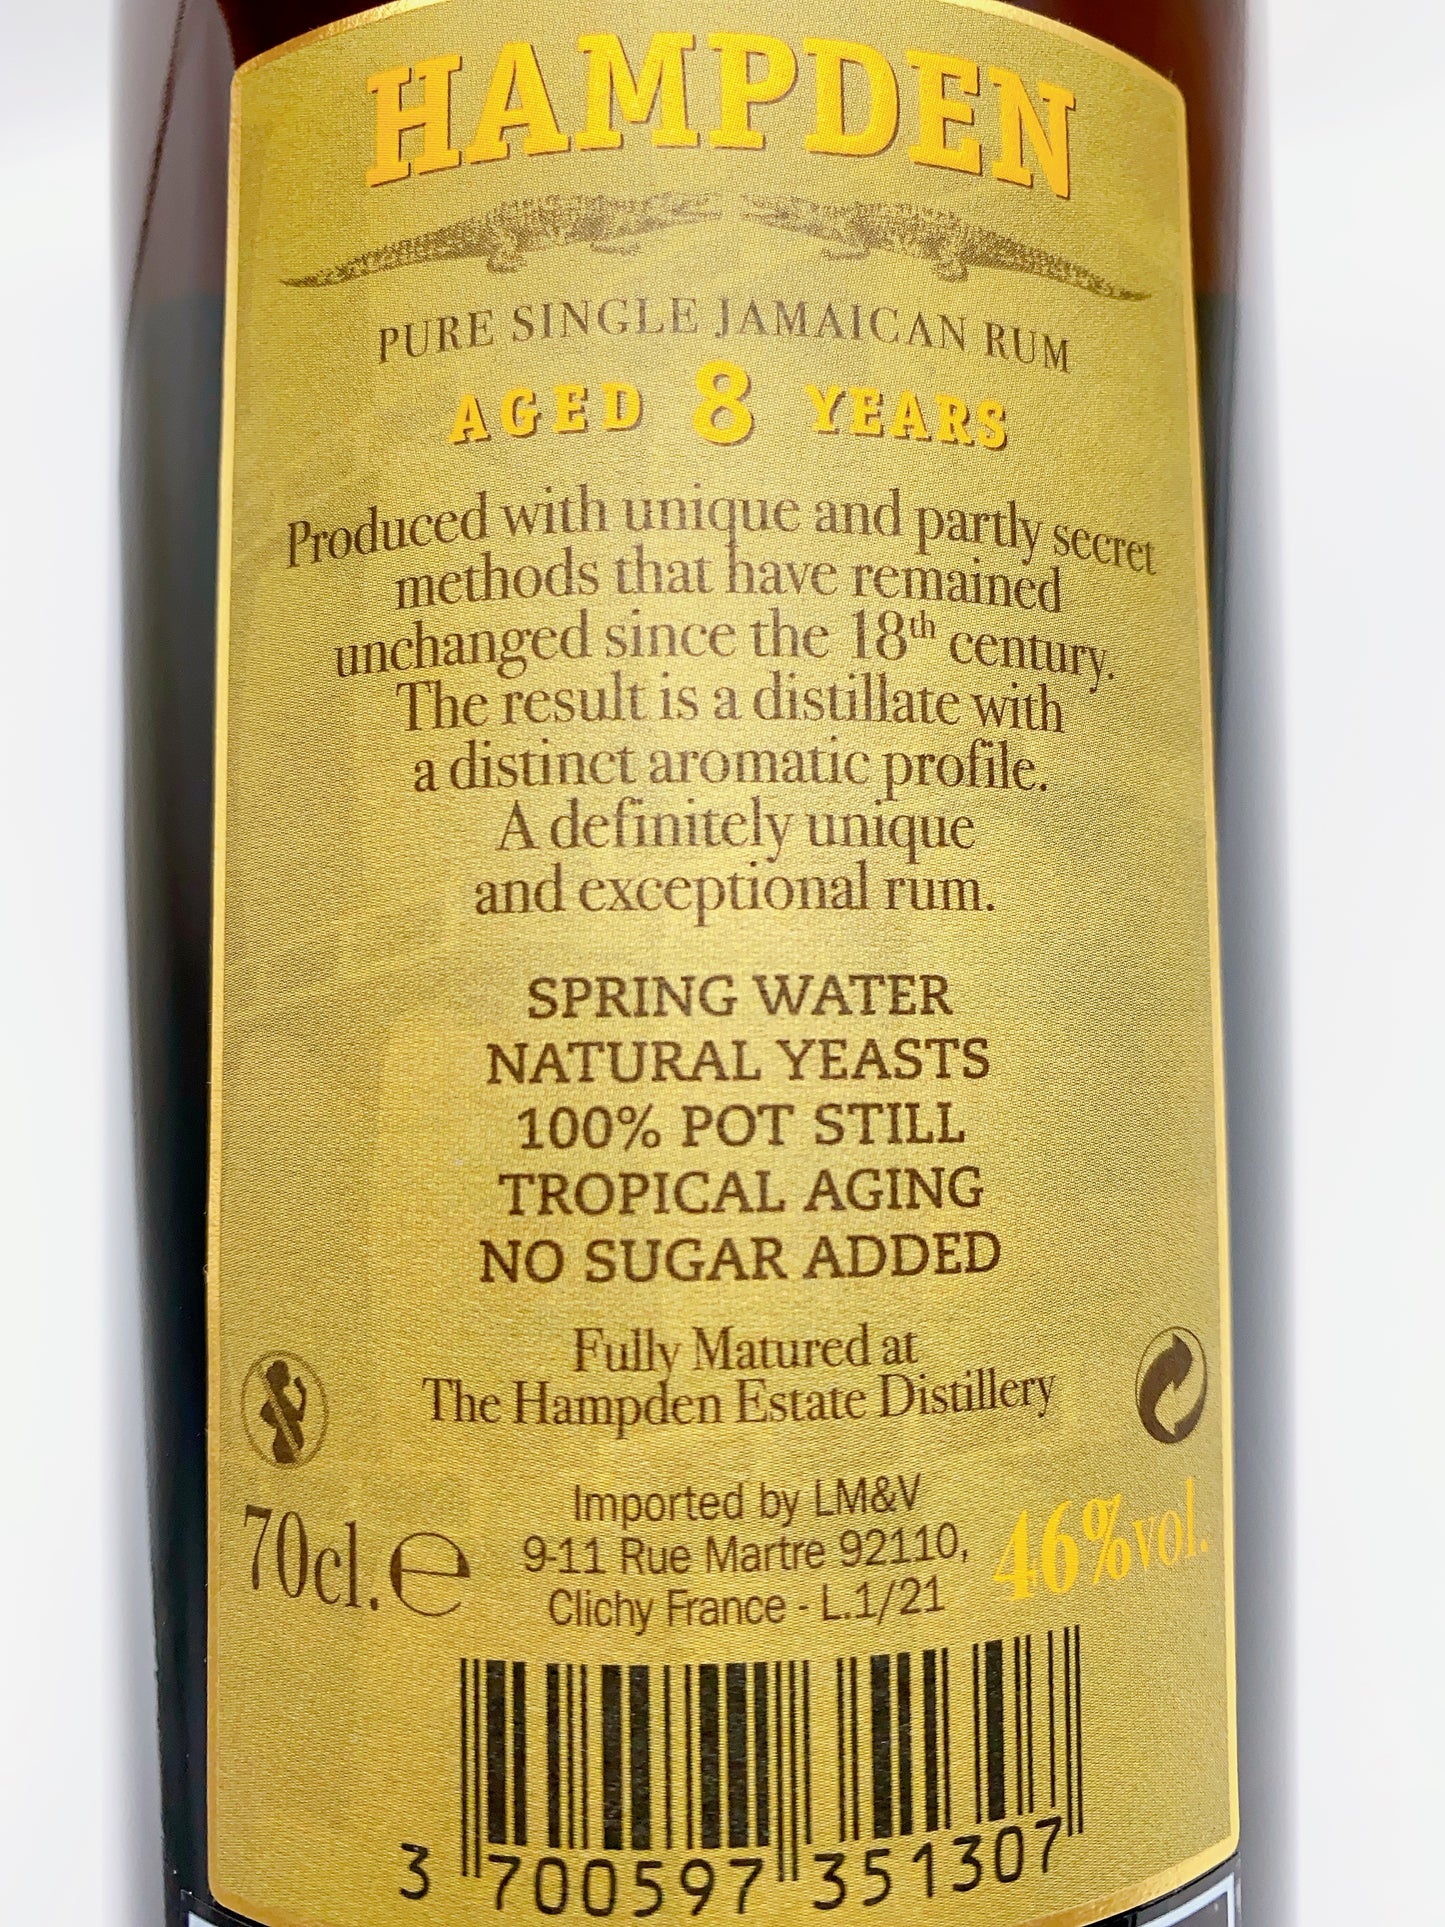 HAMPDEN
PURE SINGLE JAMAICAN RUM
AGED 8 YEARS
Produced with unique and partly secret
methods that have remained
unchanged since the 18th century.
The result is a distillate with
a distinct aromatic profile.
A definitely unique
and exceptional rum.
SPRING WATER
NATURAL YEASTS
100% POT STILL
TROPICAL AGING
NO SUGAR ADDED
Fully Matured at
The Hampden Estate Distillery
Imported by LM&V
9-11 Rue Martre 92110,
Clichy France - L.1/21
70cl. ℮
46%vol.
3 700597 351307